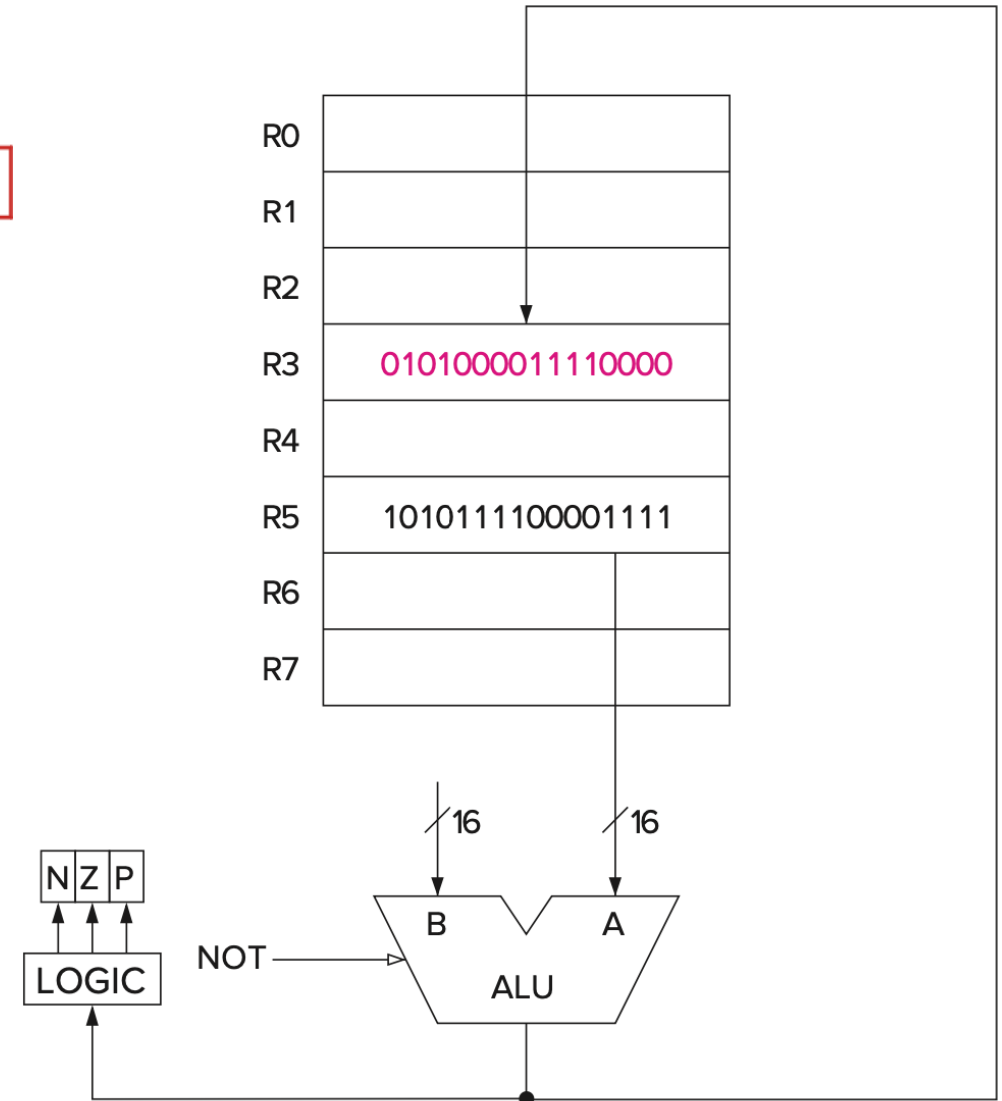 R0
R1
R2
R3 0101000011110000
R4
R5 1010111100001111
R6
R7
16 16
N Z P
B A
NOT
LOGIC
ALU